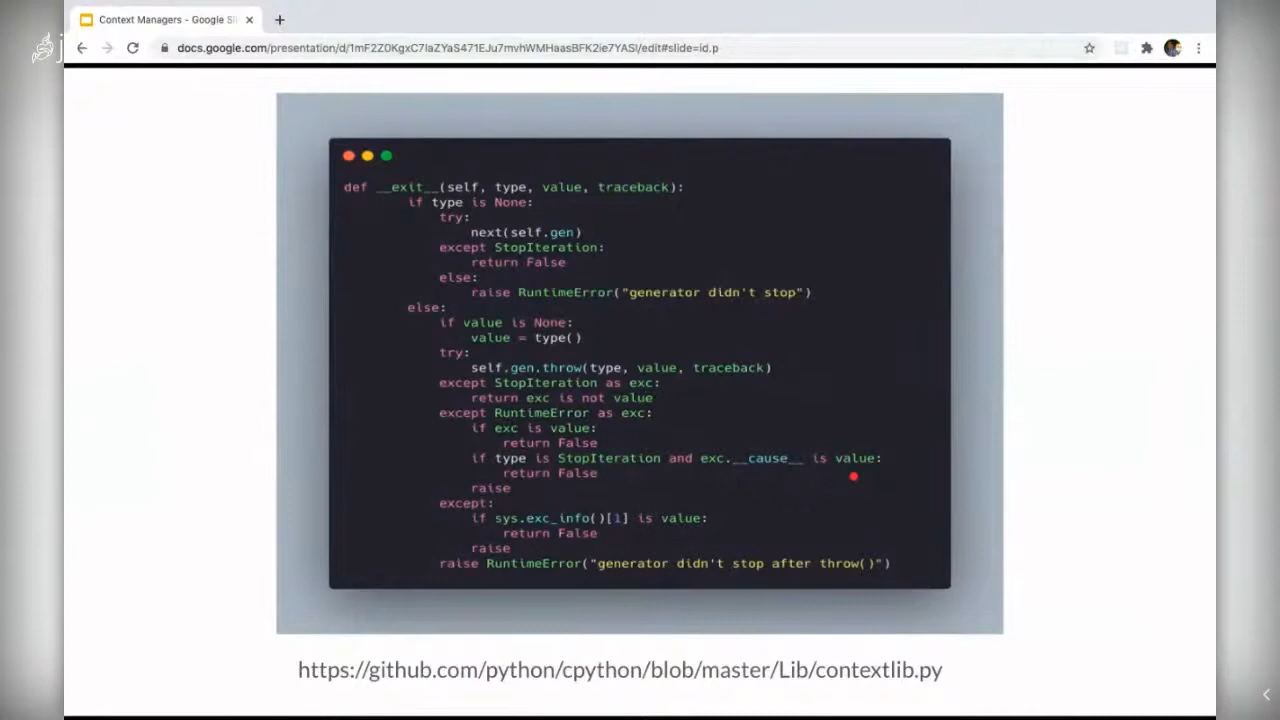 Context Managers - Google Sli
docs.google.com/presentation/d/1mF2Z0KgxC7laZYaS471EJu7mvhWMHaasBFK2ie7YASI/edit#slide=id.p
def __exit__(self, type, value, traceback):
if type is None:
try:
next(self.gen)
except StopIteration:
return False
else:
raise RuntimeError("generator didn't stop")
else:
if value is None:
value = type()
try:
self.gen.throw(type, value, traceback)
except StopIteration as exc:
return exc is not value
except RuntimeError as exc:
if exc is value:
return False
if type is StopIteration and exc.__cause__ is value:
return False
raise
except:
if sys.exc_info()[1] is value:
return False
raise
raise RuntimeError("generator didn't stop after throw()")
https://github.com/python/cpython/blob/master/Lib/contextlib.py